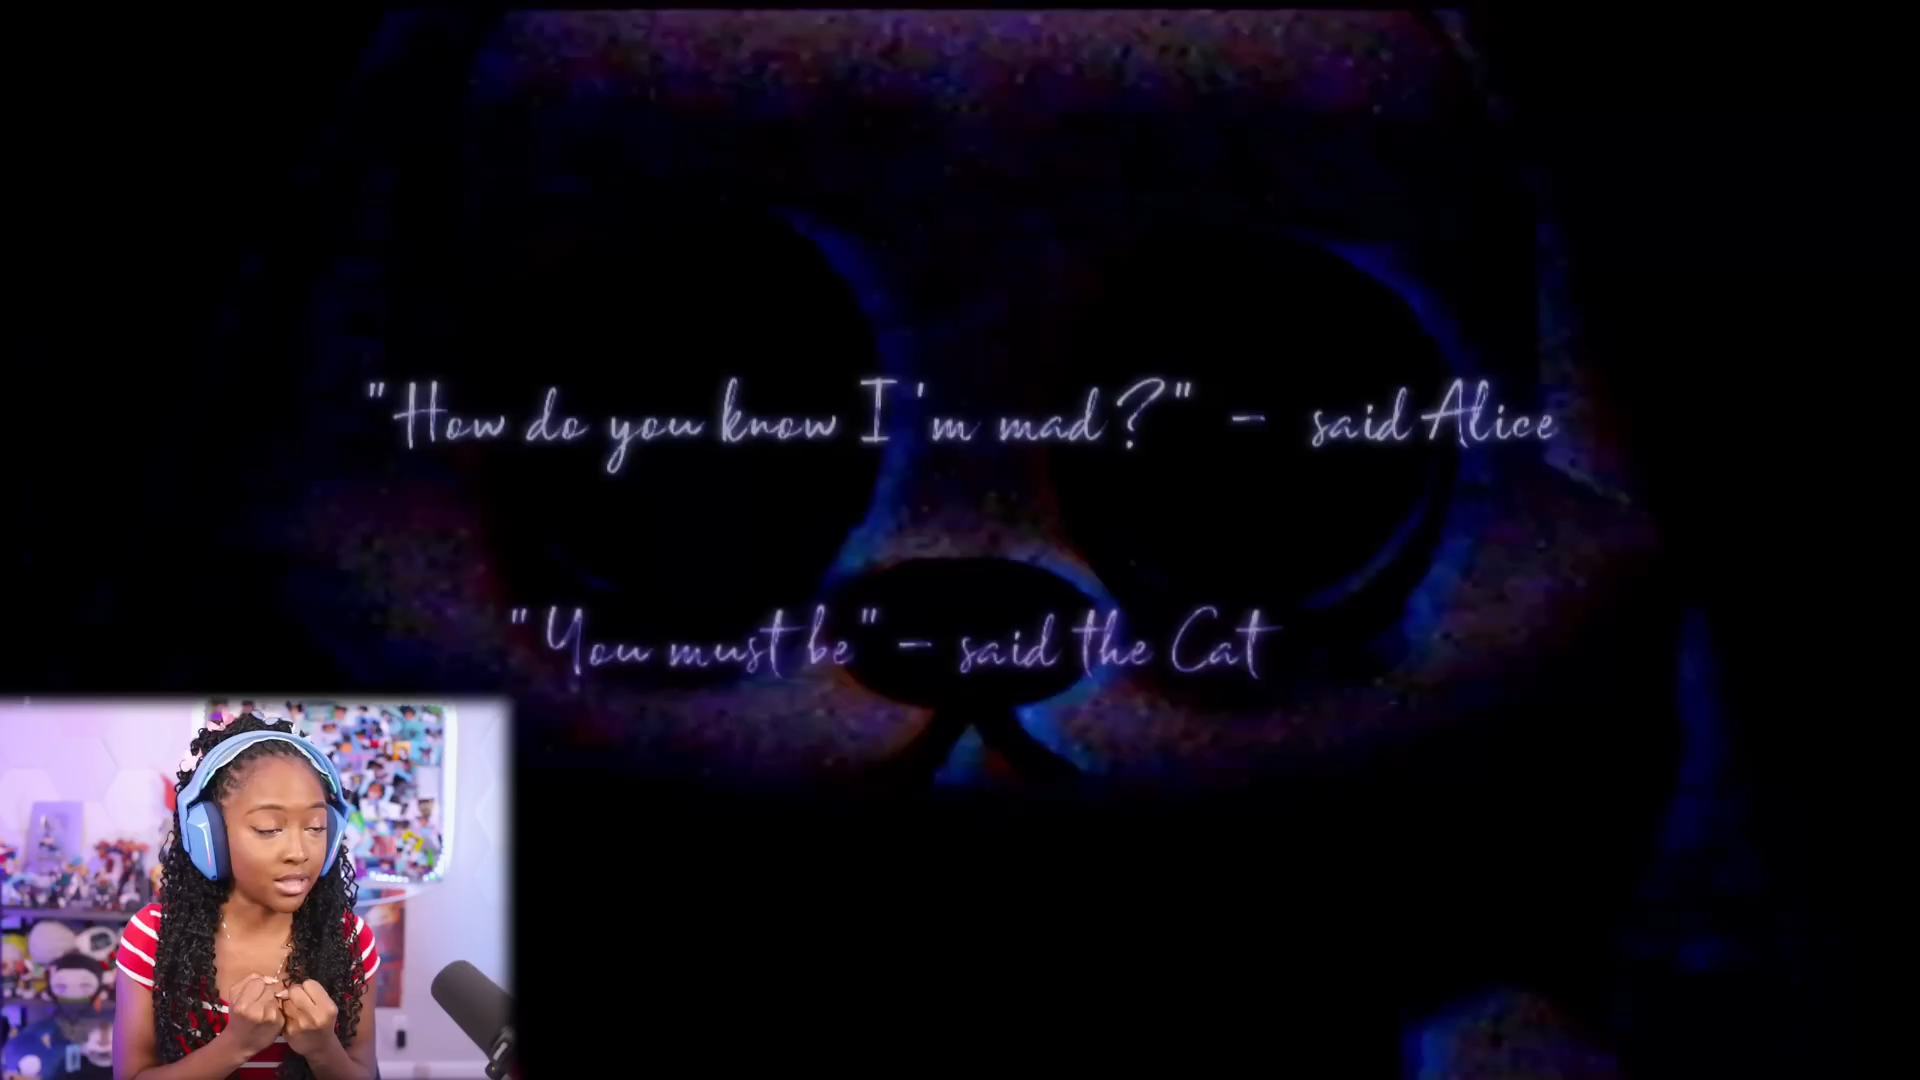 "How do you know I'm mad?" - said Alice
"You must be" - said the Cat